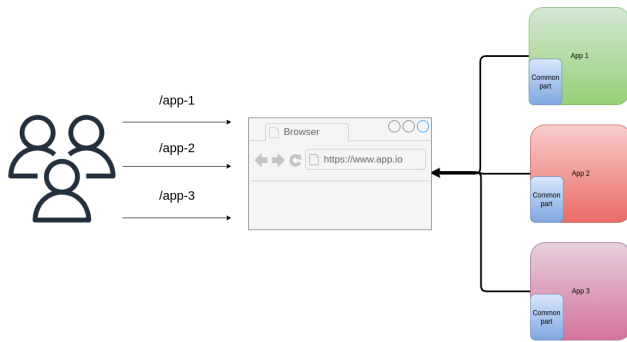 /app-1
/app-2
/app-3
Browser
https://www.app.io
App 1
Common
part
App 2
Common
part
App 3
Common
part